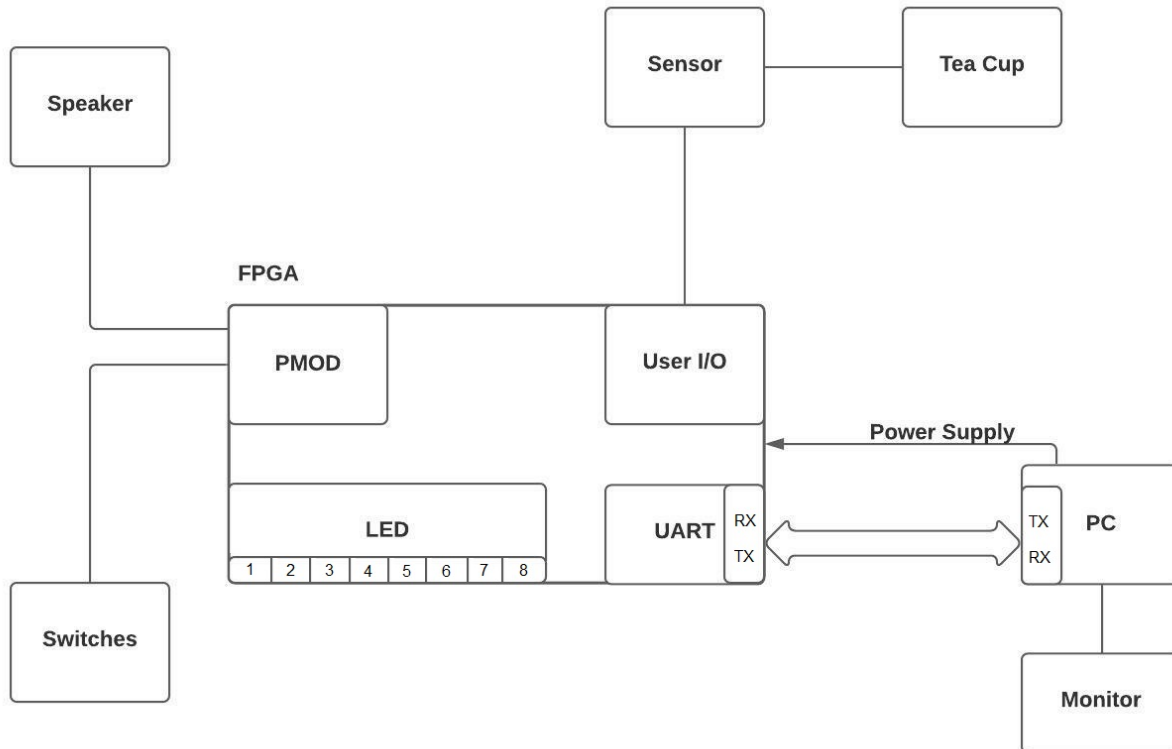 Speaker
Sensor
Tea Cup
FPGA
PMOD
User I/O
Power Supply
LED
1 2 3 4 5 6 7 8
UART
RX
TX
TX
RX
PC
Switches
Monitor